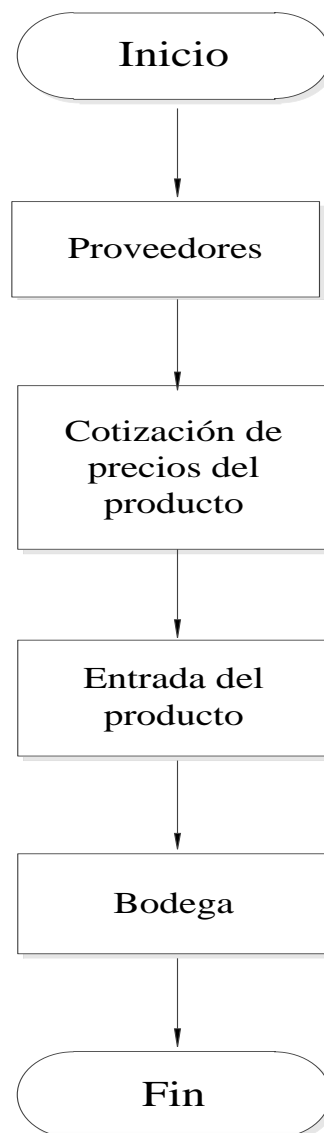 Inicio
Proveedores
Cotización de
precios del
producto
Entrada del
producto
Bodega
Fin